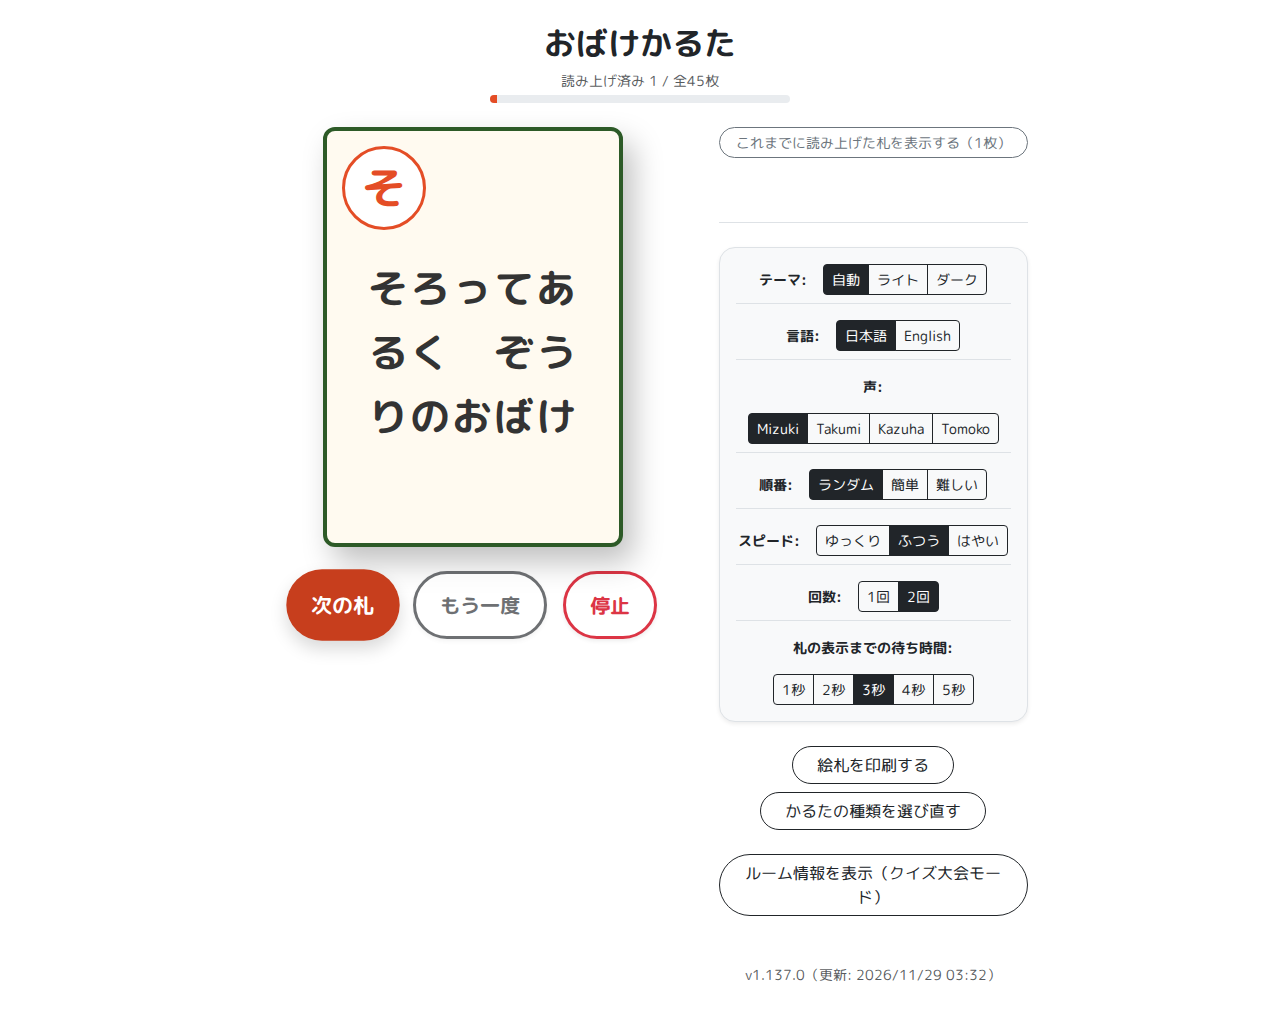 おばけかるた
読み上げ済み 1 / 全45枚
そ
そろってあ
るく　ぞう
りのおばけ
次の札
もう一度
停止
これまでに読み上げた札を表示する（1枚）
テーマ: 自動 ライト ダーク
言語: 日本語 English
声:
Mizuki Takumi Kazuha Tomoko
順番: ランダム 簡単 難しい
スピード: ゆっくり ふつう はやい
回数: 1回 2回
札の表示までの待ち時間:
1秒 2秒 3秒 4秒 5秒
絵札を印刷する
かるたの種類を選び直す
ルーム情報を表示（クイズ大会モー
ド）
v1.137.0（更新: 2026/11/29 03:32）